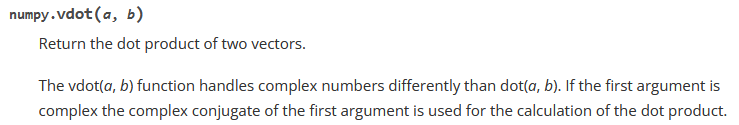 numpy.vdot(a, b)
Return the dot product of two vectors.
The vdot(a, b) function handles complex numbers differently than dot(a, b). If the first argument is
complex the complex conjugate of the first argument is used for the calculation of the dot product.